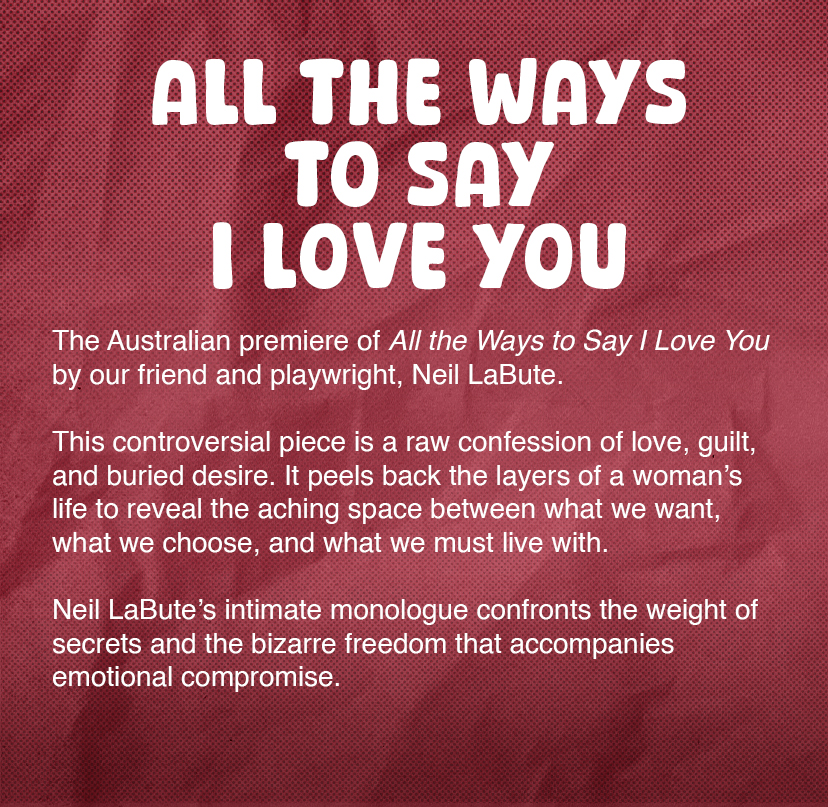 ALL THE WAYS
TO SAY
I LOVE YOU
The Australian premiere of All the Ways to Say I Love You
by our friend and playwright, Neil LaBute.
This controversial piece is a raw confession of love, guilt,
and buried desire. It peels back the layers of a woman’s
life to reveal the aching space between what we want,
what we choose, and what we must live with.
Neil LaBute’s intimate monologue confronts the weight of
secrets and the bizarre freedom that accompanies
emotional compromise.